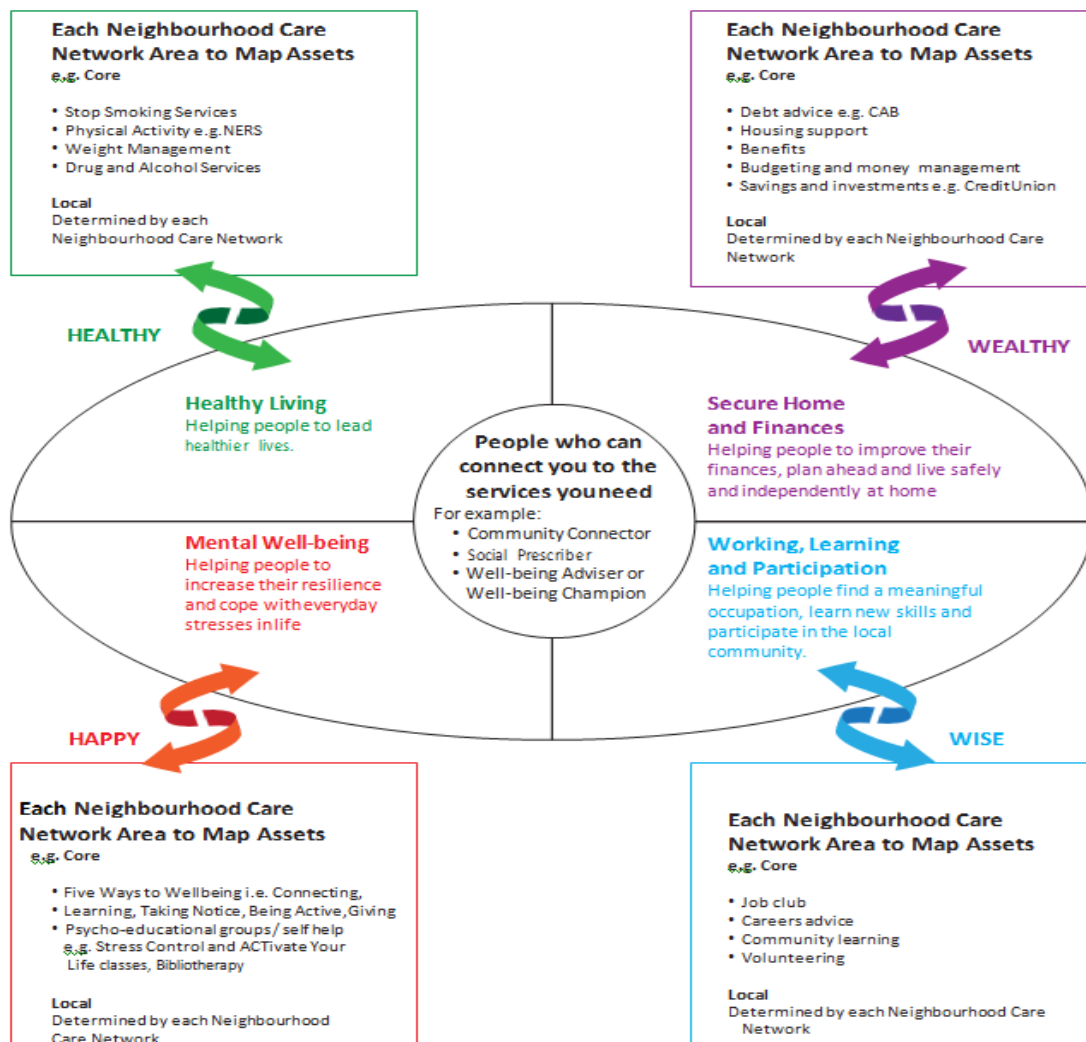 Each Neighbourhood Care
Network Area to Map Assets
e.g. Core
• Stop Smoking Services
• Physical Activity e.g.NERS
• Weight Management
• Drug and Alcohol Services
Local
Determined by each
Neighbourhood Care Network
Each Neighbourhood Care
Network Area to Map Assets
e.g. Core
• Debt advice e.g. CAB
• Housing support
• Benefits
• Budgeting and money management
• Savings and investments e.g. CreditUnion
Local
Determined by each Neighbourhood Care
Network
HEALTHY
WEALTHY
Healthy Living
Helping people to lead
healthier lives.
People who can
connect you to the
services youneed
For example:
• Community Connector
• Social Prescriber
• Well-being Adviser or
Well-being Champion
Secure Home
and Finances
Helping people to improve their
finances, plan ahead and live safely
and independently at home
Mental Well-being
Helping people to
increase their resilience
and cope with everyday
stresses in life
Working, Learning
and Participation
Helping people find a meaningful
occupation, learn new skills and
participate in the local
community.
HAPPY
WISE
Each Neighbourhood Care
Network Area to Map Assets
e.g. Core
• Five Ways to Wellbeing i.e. Connecting,
• Learning, Taking Notice, Being Active,Giving
• Psycho-educational groups/ self help
e.g. Stress Control and ACTivate Your
Life classes, Bibliotherapy
Local
Determined by each Neighbourhood
Care Network
Each Neighbourhood Care
Network Area to Map Assets
e.g. Core
• Job club
• Careers advice
• Community learning
• Volunteering
Local
Determined by each Neighbourhood Care
Network